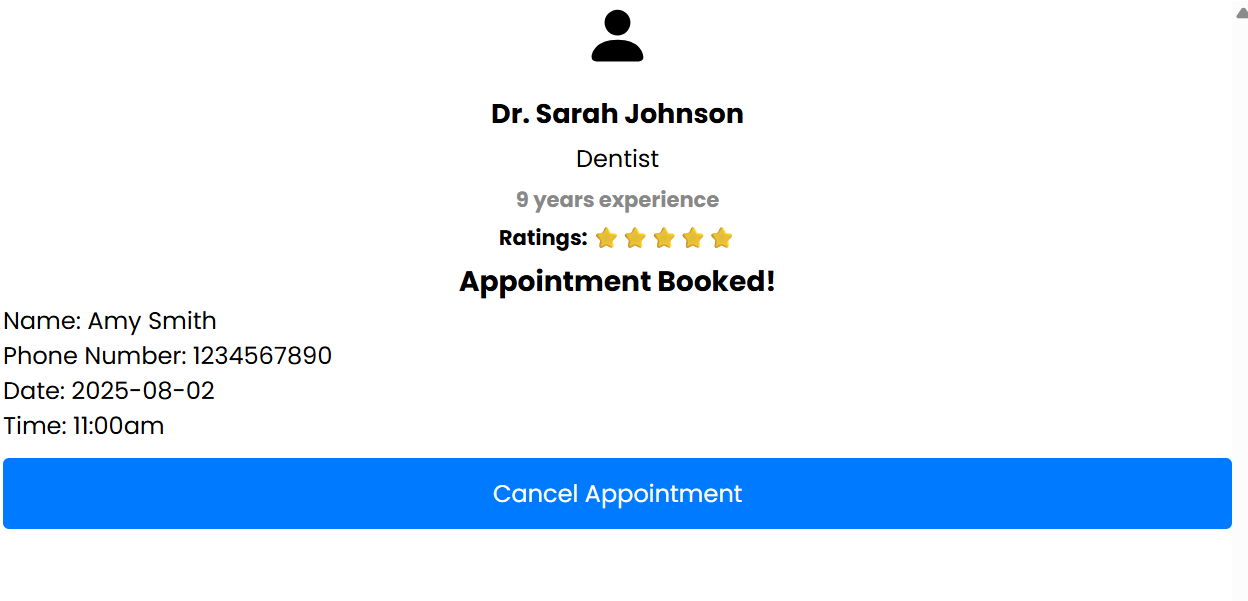 Dr. Sarah Johnson
Dentist
9 years experience
Ratings: ⭐⭐⭐⭐⭐
Appointment Booked!
Name: Amy Smith
Phone Number: 1234567890
Date: 2025-08-02
Time: 11:00am
Cancel Appointment